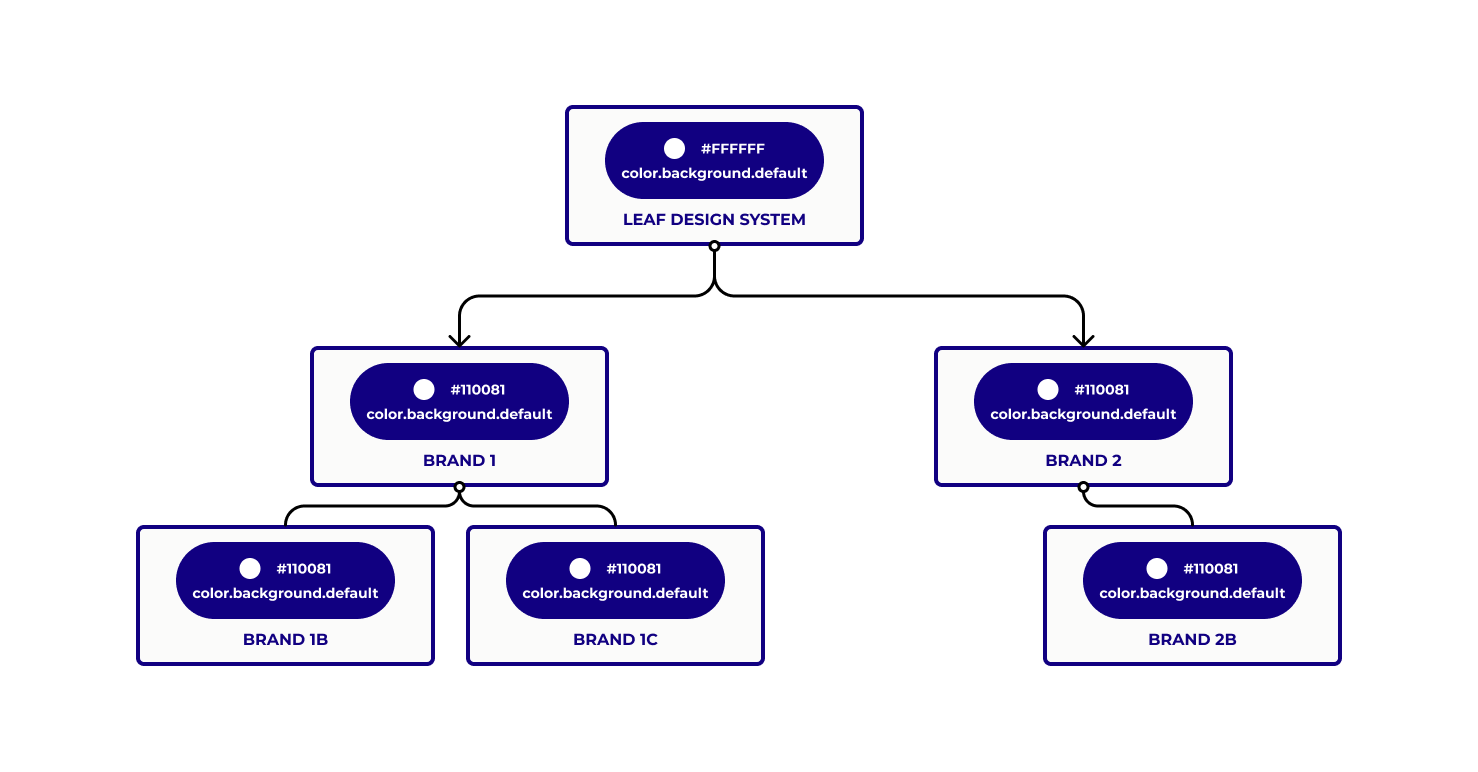 #FFFFFF
color.background.default
LEAF DESIGN SYSTEM
#110081
color.background.default
BRAND 1
#110081
color.background.default
BRAND 2
#110081
color.background.default
BRAND 1B
#110081
color.background.default
BRAND 1C
#110081
color.background.default
BRAND 2B